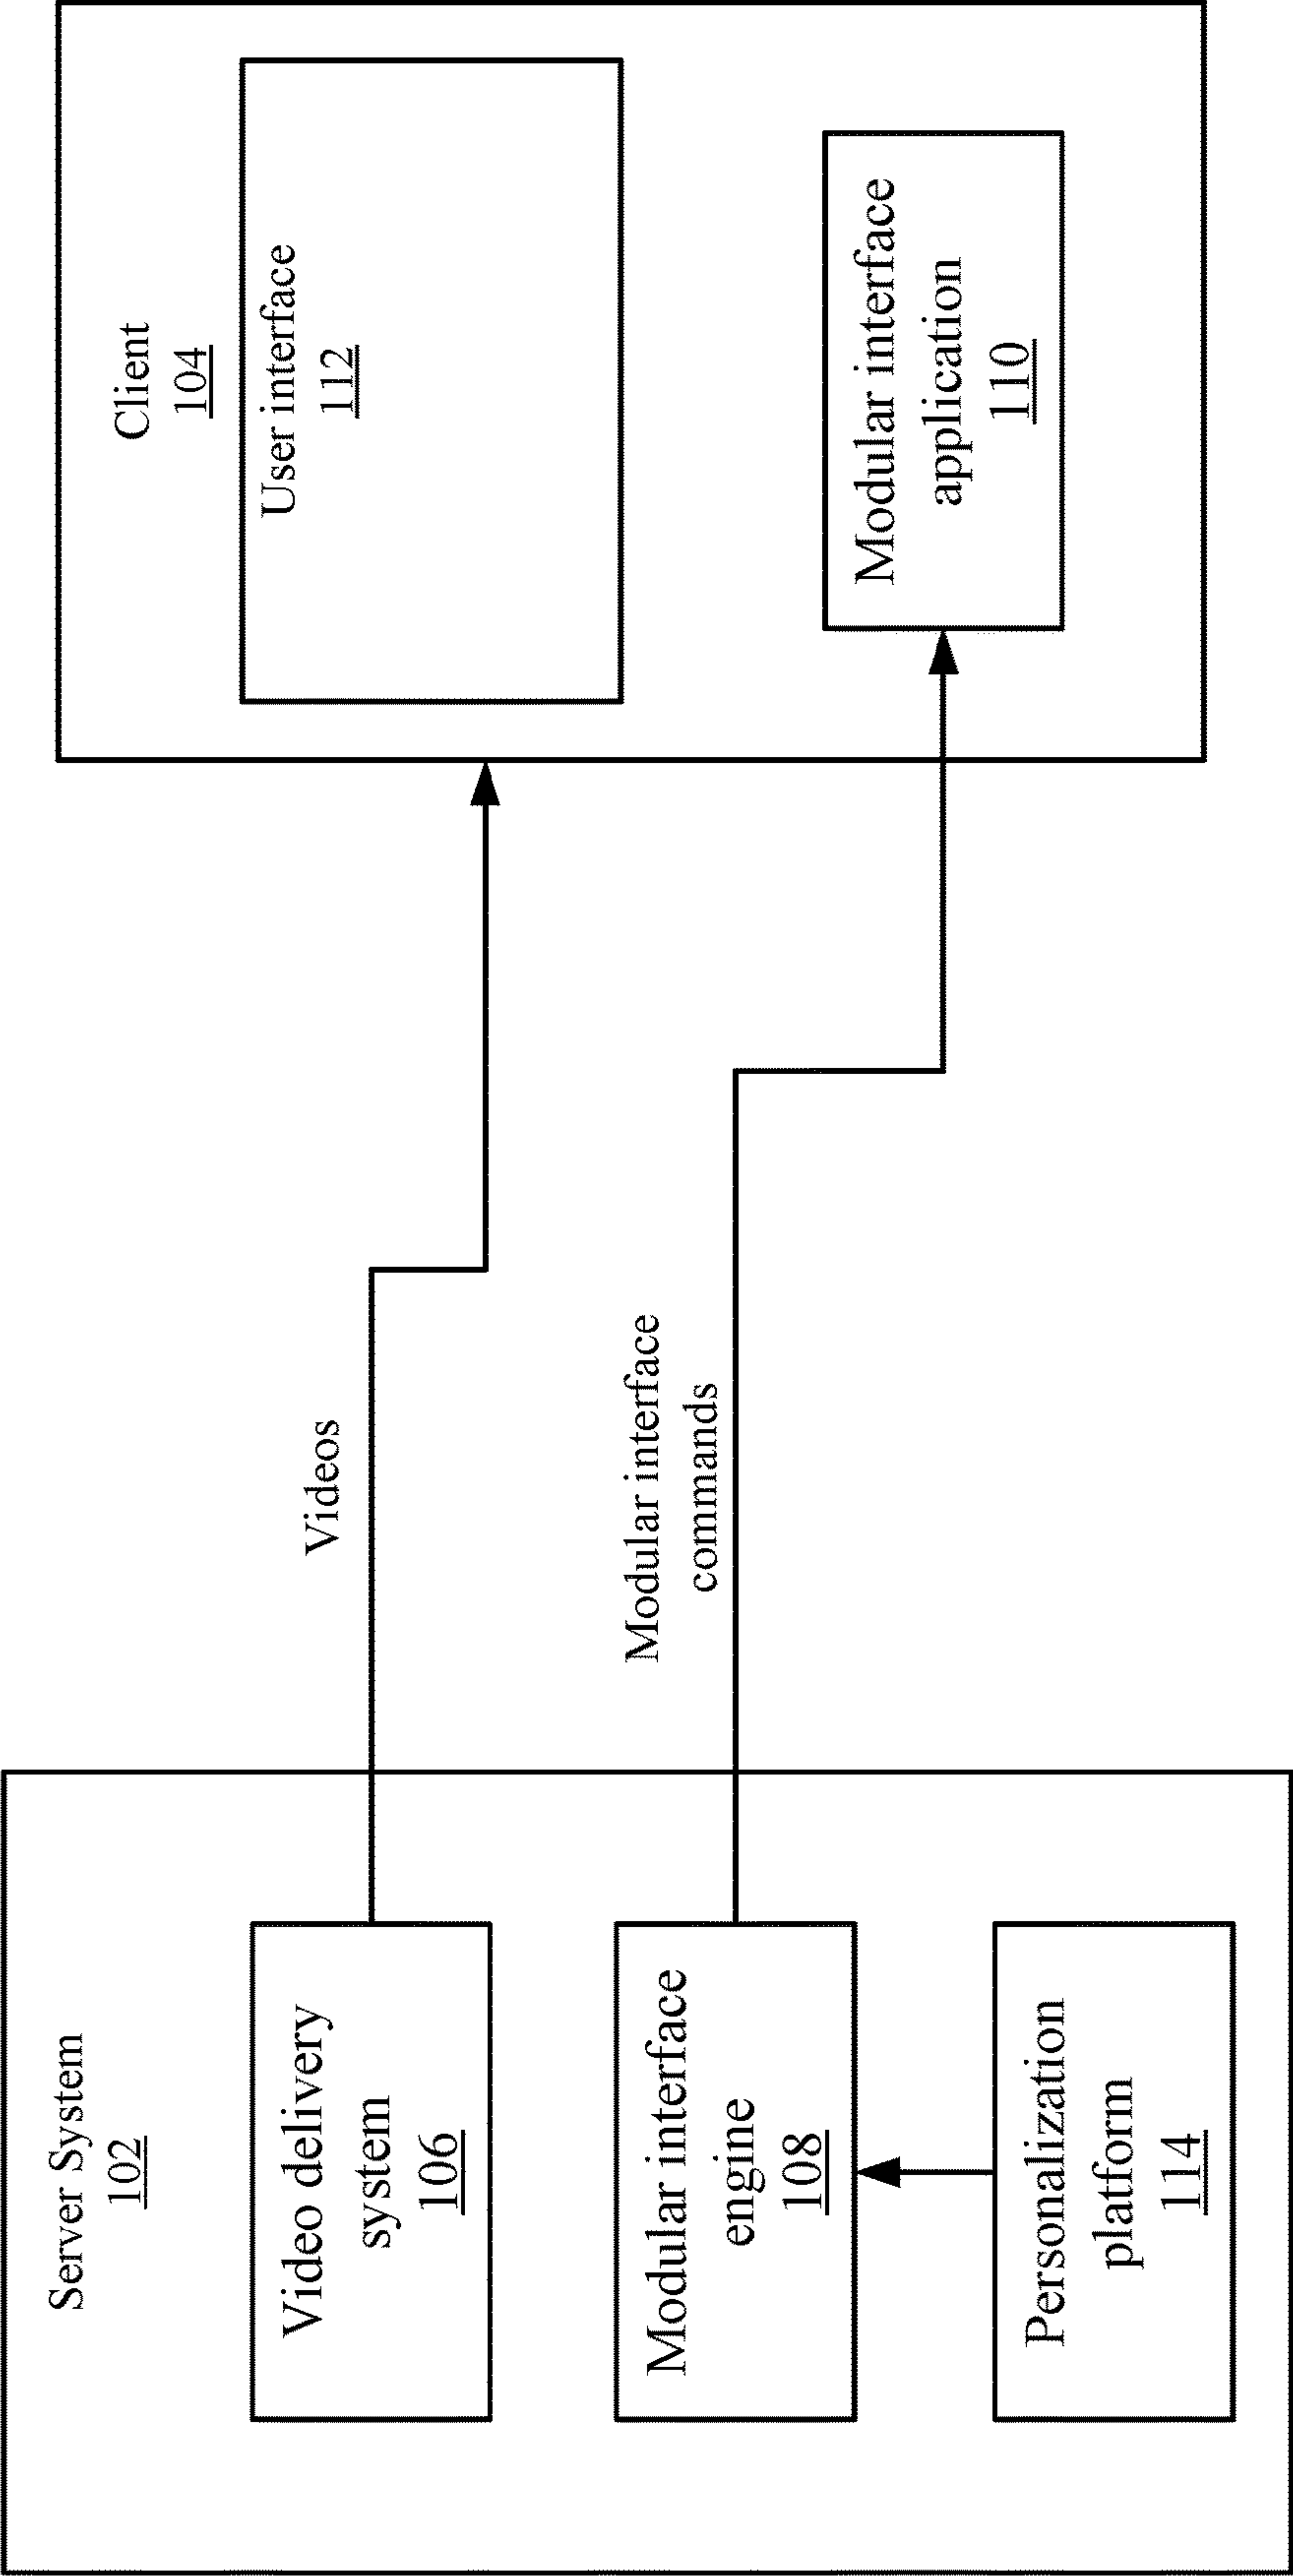 Server System
102
Video delivery
system
106
Modular interface
engine
108
Personalization
platform
114
Videos
Modular interface
commands
Client
104
User interface
112
Modular interface
application
110